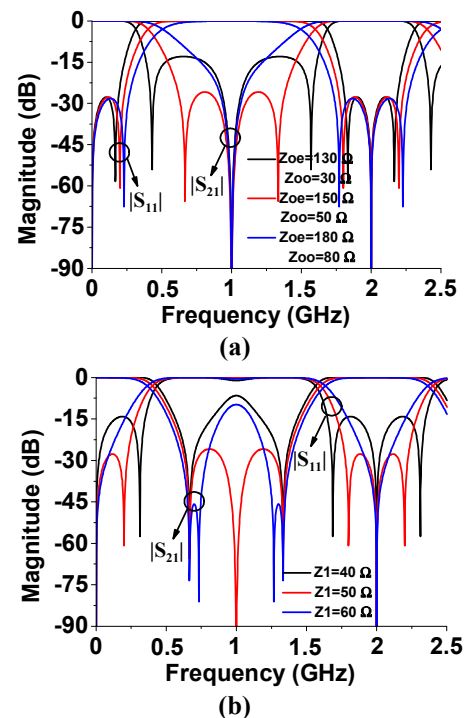 0
-15
-30
-45
-60
-75
-90
Magnitude (dB)
|S11|
|S21|
Zoe=130 Ω
Zoo=30 Ω
Zoe=150 Ω
Zoo=50 Ω
Zoe=180 Ω
Zoo=80 Ω
0 0.5 1 1.5 2 2.5
Frequency (GHz)
(a)
0
-15
-30
-45
-60
-75
-90
Magnitude (dB)
|S11|
|S21|
Z1=40 Ω
Z1=50 Ω
Z1=60 Ω
0 0.5 1 1.5 2 2.5
Frequency (GHz)
(b)